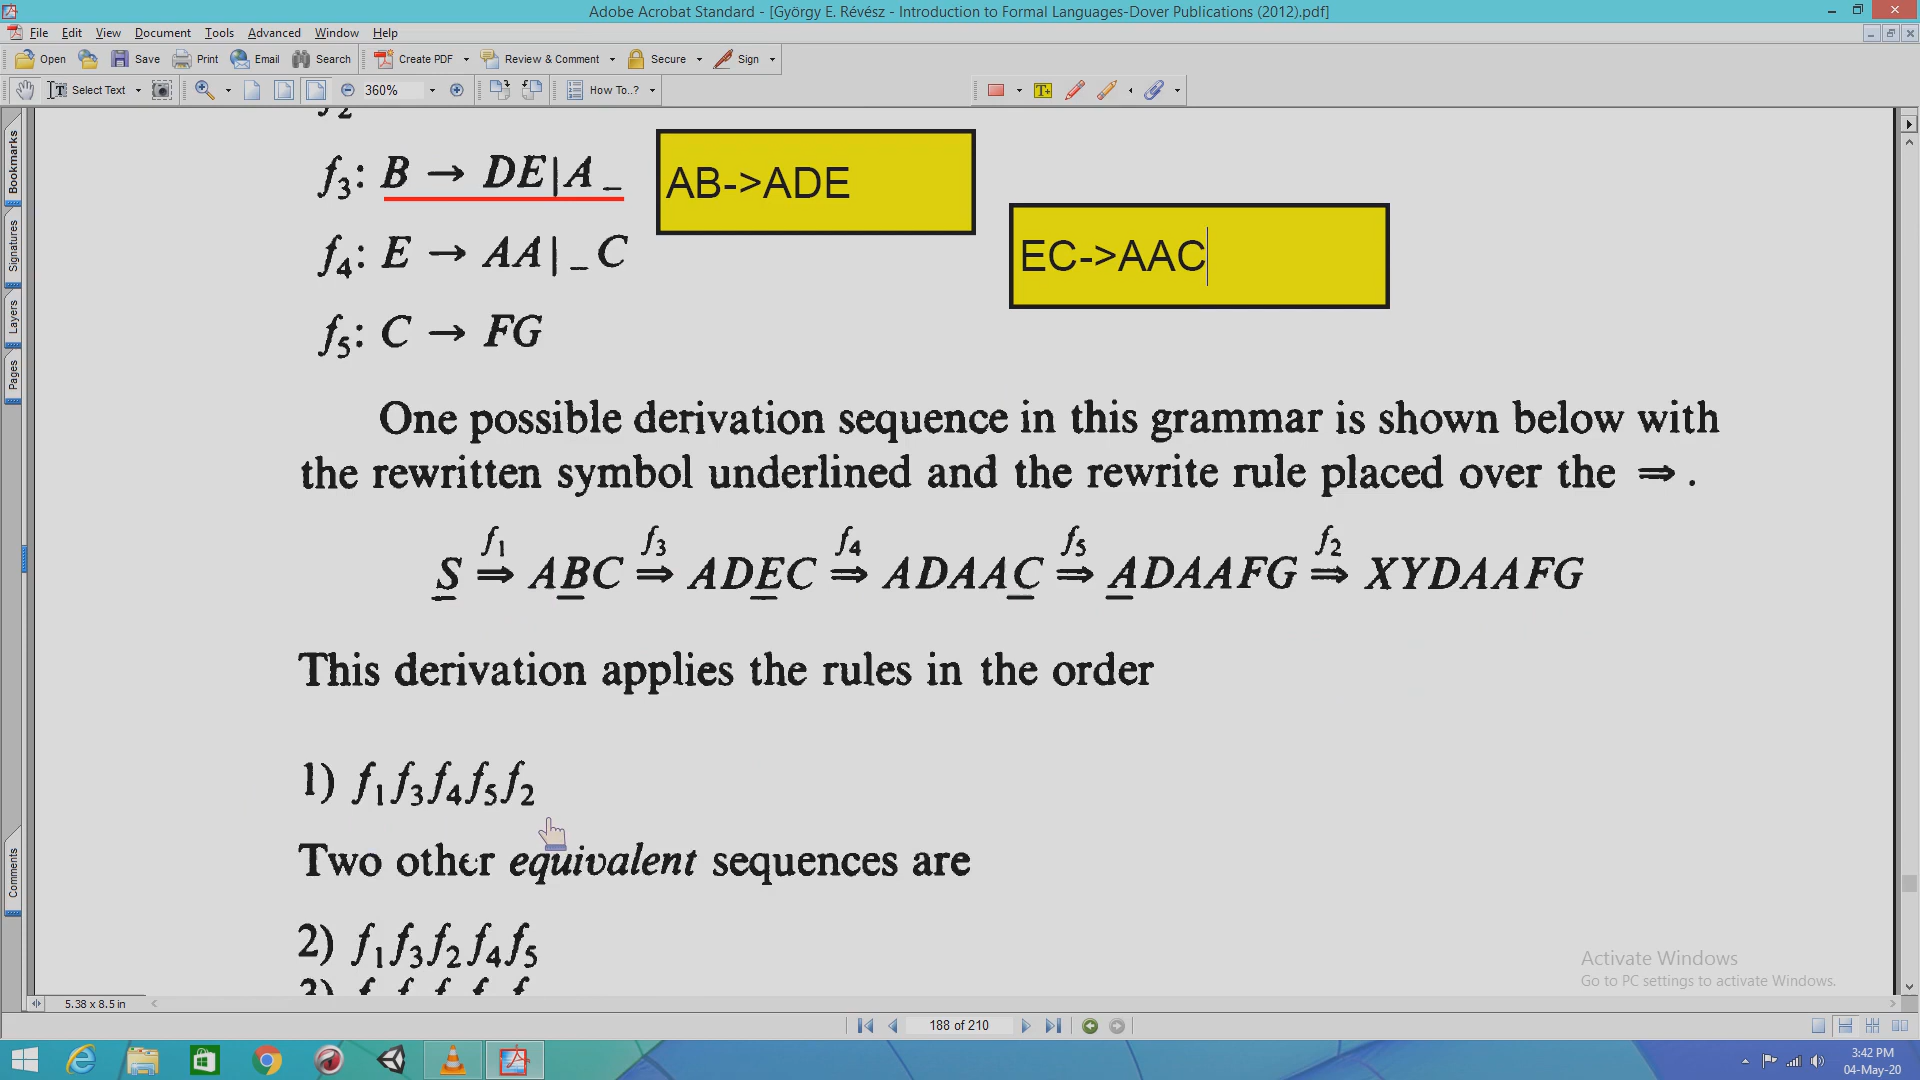 Adobe Acrobat Standard - [György E. Révész - Introduction to Formal Languages-Dover Publications (2012).pdf]
File Edit View Document Tools Advanced Window Help
Open Save Print Email Search Create PDF Review & Comment Secure Sign
Select Text 360% How To..?
Bookmarks
Signatures
Layers
Pages
Comments
f₂
f₃: B → DE|A _
AB->ADE
f₄: E → AA| _ C
EC->AAC
f₅: C → FG
One possible derivation sequence in this grammar is shown below with
the rewritten symbol underlined and the rewrite rule placed over the ⇒ .
f₁ f₃ f₄ f₅ f₂
S ⇒ ABC ⇒ ADEC ⇒ ADAAC ⇒ ADAAFG ⇒ XYDAAFG
This derivation applies the rules in the order
1) f₁f₃f₄f₅f₂
Two other equivalent sequences are
2) f₁f₃f₂f₄f₅
Activate Windows
Go to PC settings to activate Windows.
5.38 x 8.5 in
188 of 210
3:42 PM
04-May-20